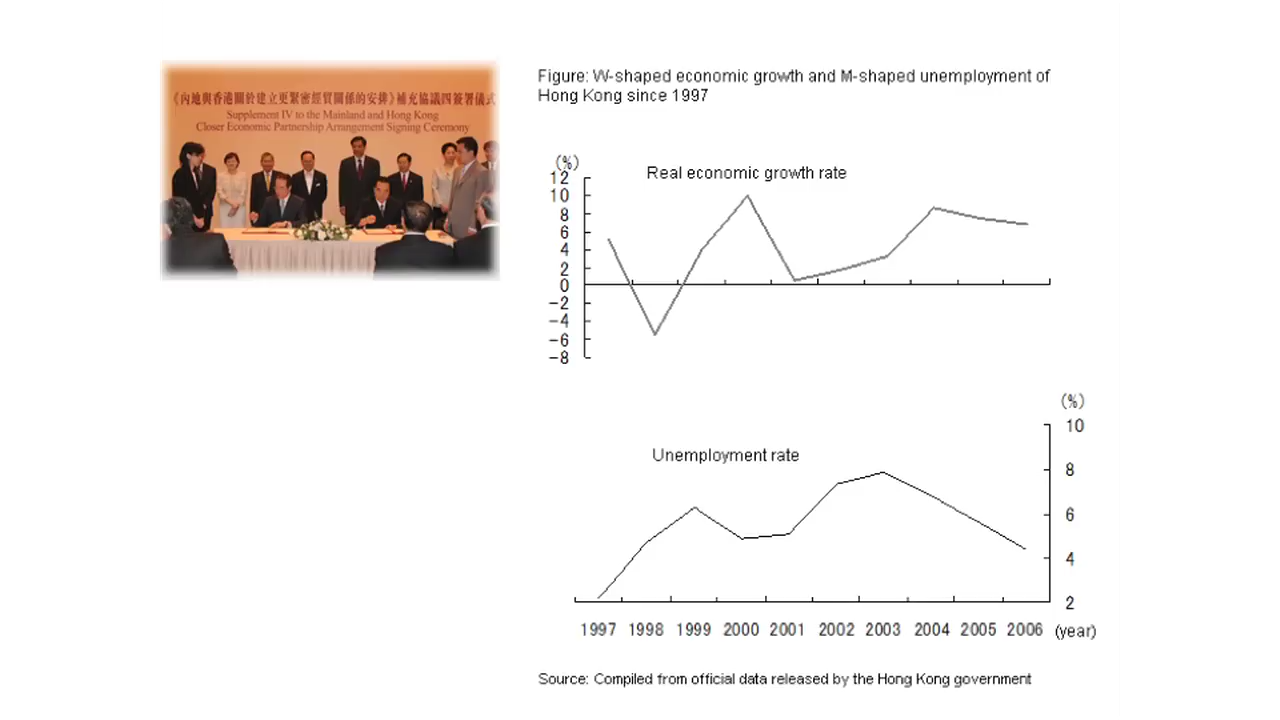 《內地與香港關於建立更緊密經貿關係的安排》補充協議四簽署儀式
Supplement IV to the Mainland and Hong Kong
Closer Economic Partnership Arrangement Signing Ceremony
Figure: W-shaped economic growth and M-shaped unemployment of
Hong Kong since 1997
(%)
Real economic growth rate
12
10
8
6
4
2
0
−2
−4
−6
−8
(%)
Unemployment rate
10
8
6
4
2
1997 1998 1999 2000 2001 2002 2003 2004 2005 2006 (year)
Source: Compiled from official data released by the Hong Kong government